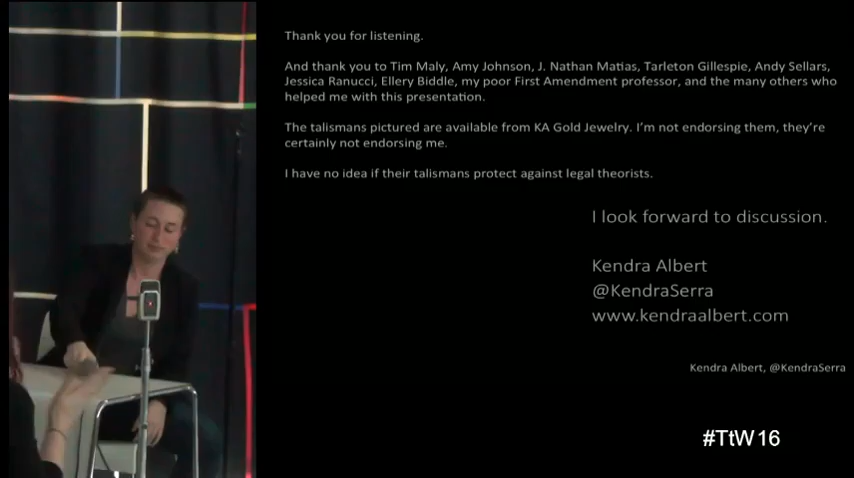 Thank you for listening.
And thank you to Tim Maly, Amy Johnson, J. Nathan Matias, Tarleton Gillespie, Andy Sellars,
Jessica Ranucci, Ellery Biddle, my poor First Amendment professor, and the many others who
helped me with this presentation.
The talismans pictured are available from KA Gold Jewelry. I'm not endorsing them, they're
certainly not endorsing me.
I have no idea if their talismans protect against legal theorists.
I look forward to discussion.
Kendra Albert
@KendraSerra
www.kendraalbert.com
Kendra Albert, @KendraSerra
#TtW16